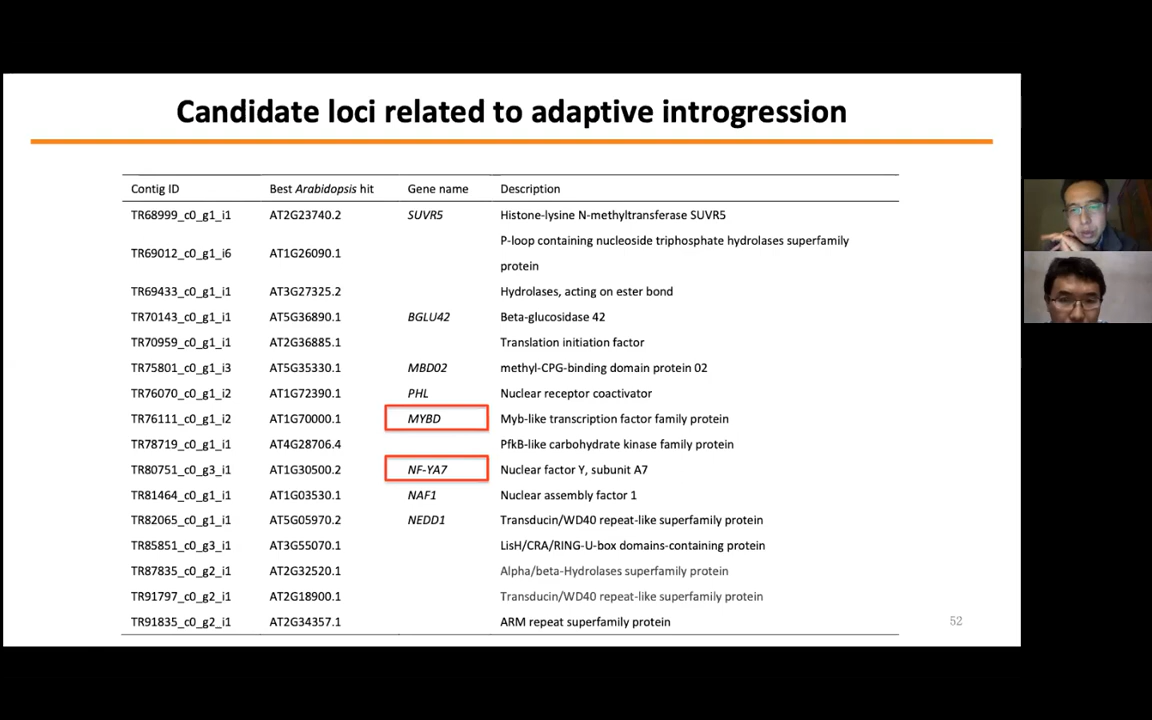 Candidate loci related to adaptive introgression
Contig ID Best Arabidopsis hit Gene name Description
TR68999_c0_g1_i1 AT2G23740.2 SUVR5 Histone-lysine N-methyltransferase SUVR5
TR69012_c0_g1_i6 AT1G26090.1 P-loop containing nucleoside triphosphate hydrolases superfamily
protein
TR69433_c0_g1_i1 AT3G27325.2 Hydrolases, acting on ester bond
TR70143_c0_g1_i1 AT5G36890.1 BGLU42 Beta-glucosidase 42
TR70959_c0_g1_i1 AT2G36885.1 Translation initiation factor
TR75801_c0_g1_i3 AT5G35330.1 MBD02 methyl-CPG-binding domain protein 02
TR76070_c0_g1_i2 AT1G72390.1 PHL Nuclear receptor coactivator
TR76111_c0_g1_i2 AT1G70000.1 MYBD Myb-like transcription factor family protein
TR78719_c0_g1_i1 AT4G28706.4 PfkB-like carbohydrate kinase family protein
TR80751_c0_g3_i1 AT1G30500.2 NF-YA7 Nuclear factor Y, subunit A7
TR81464_c0_g1_i1 AT1G03530.1 NAF1 Nuclear assembly factor 1
TR82065_c0_g1_i1 AT5G05970.2 NEDD1 Transducin/WD40 repeat-like superfamily protein
TR85851_c0_g3_i1 AT3G55070.1 LisH/CRA/RING-U-box domains-containing protein
TR87835_c0_g2_i1 AT2G32520.1 Alpha/beta-Hydrolases superfamily protein
TR91797_c0_g2_i1 AT2G18900.1 Transducin/WD40 repeat-like superfamily protein
TR91835_c0_g2_i1 AT2G34357.1 ARM repeat superfamily protein
52